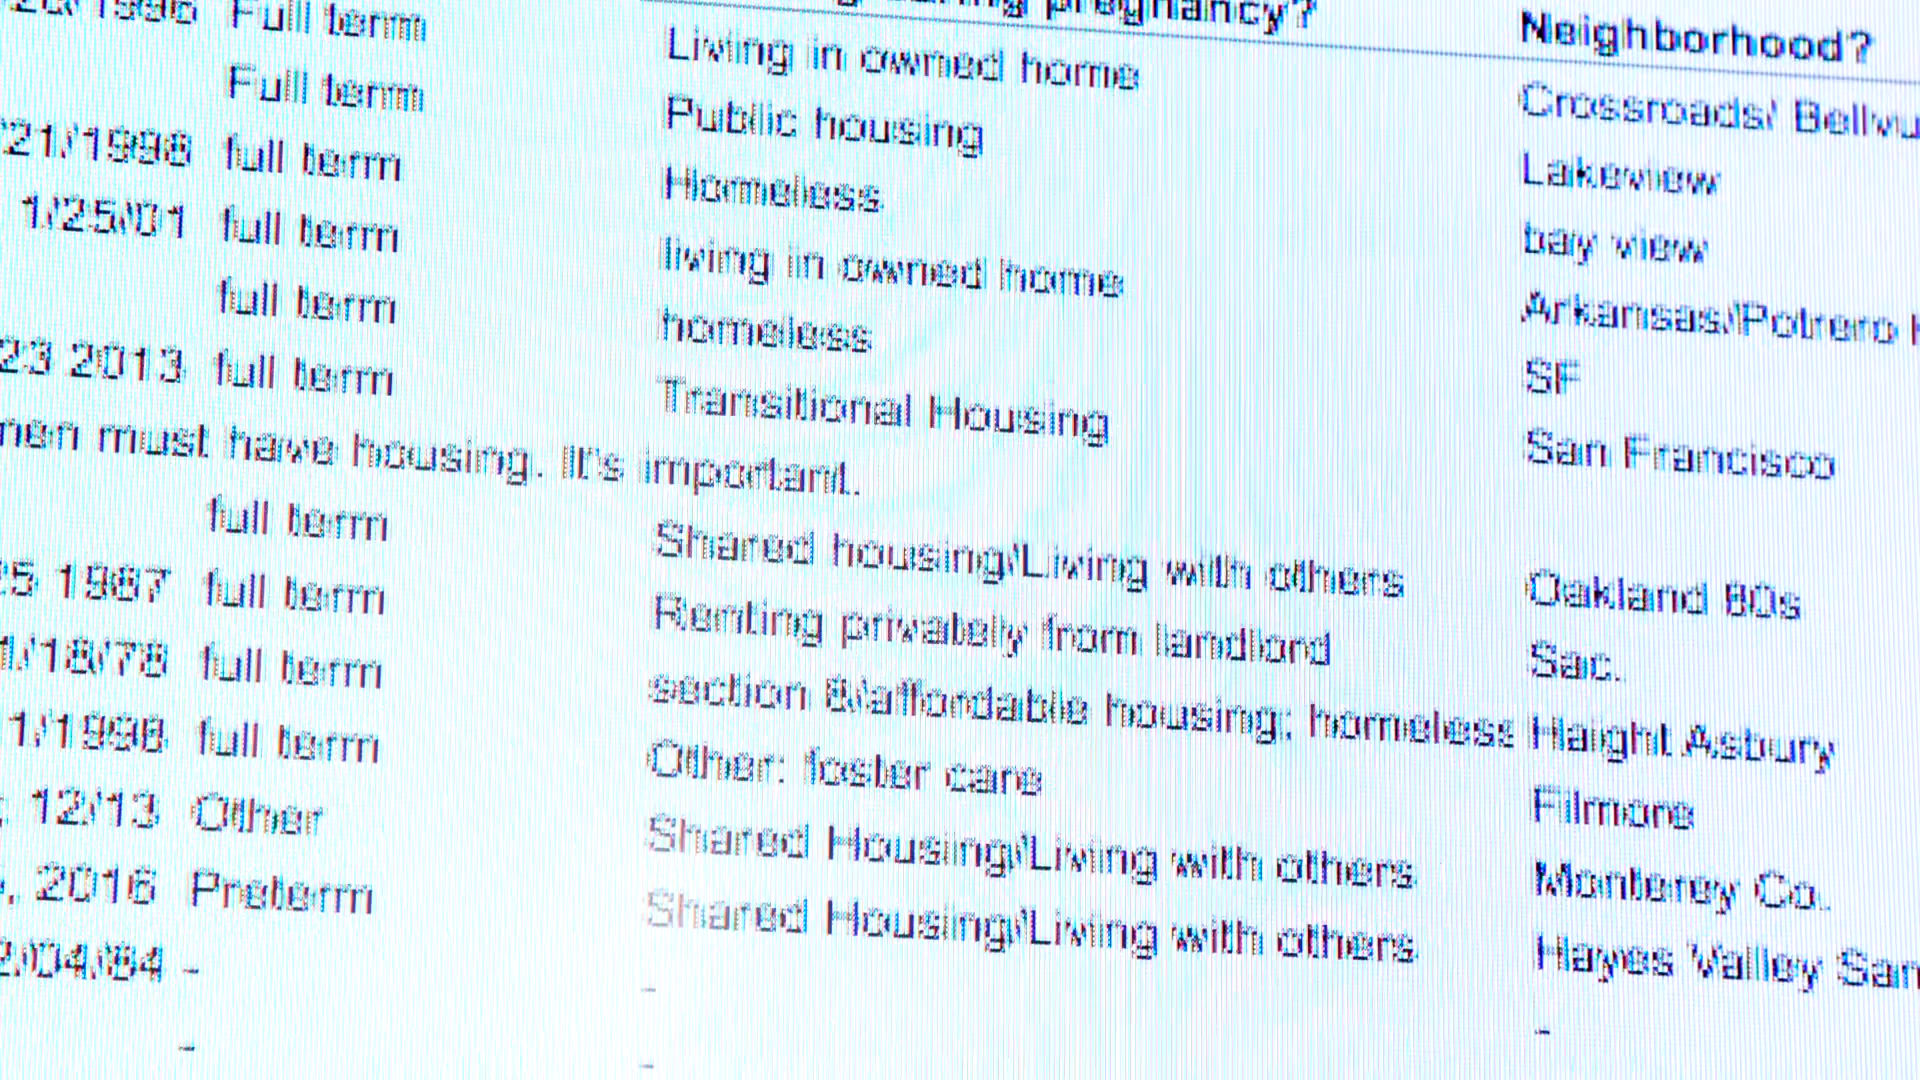 during pregnancy? Neighborhood?
1996 Full term Living in owned home Crossroads/ Bellvu
Full term Public housing Lakeview
21/1998 full term Homeless bay view
1/25/01 full term living in owned home Arkansas/Potrero H
full term homeless SF
23 2013 full term Transitional Housing San Francisco
men must have housing. It's important.
full term Shared housing/Living with others Oakland 80s
25 1987 full term Renting privately from landlord Sac.
1/18/78 full term section 8/affordable housing; homeless Haight Asbury
1/1998 full term Other: foster care Filmore
12/13 Other Shared Housing/Living with others Monterey Co.
, 2016 Preterm Shared Housing/Living with others Hayes Valley San
2/04/84 - - -
- -